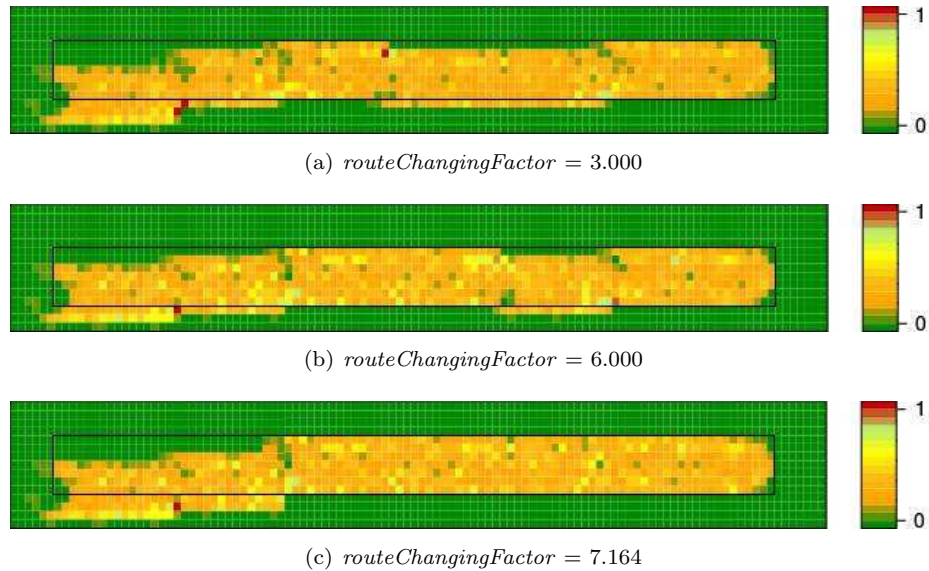 1
0
(a) routeChangingFactor = 3.000
1
0
(b) routeChangingFactor = 6.000
1
0
(c) routeChangingFactor = 7.164